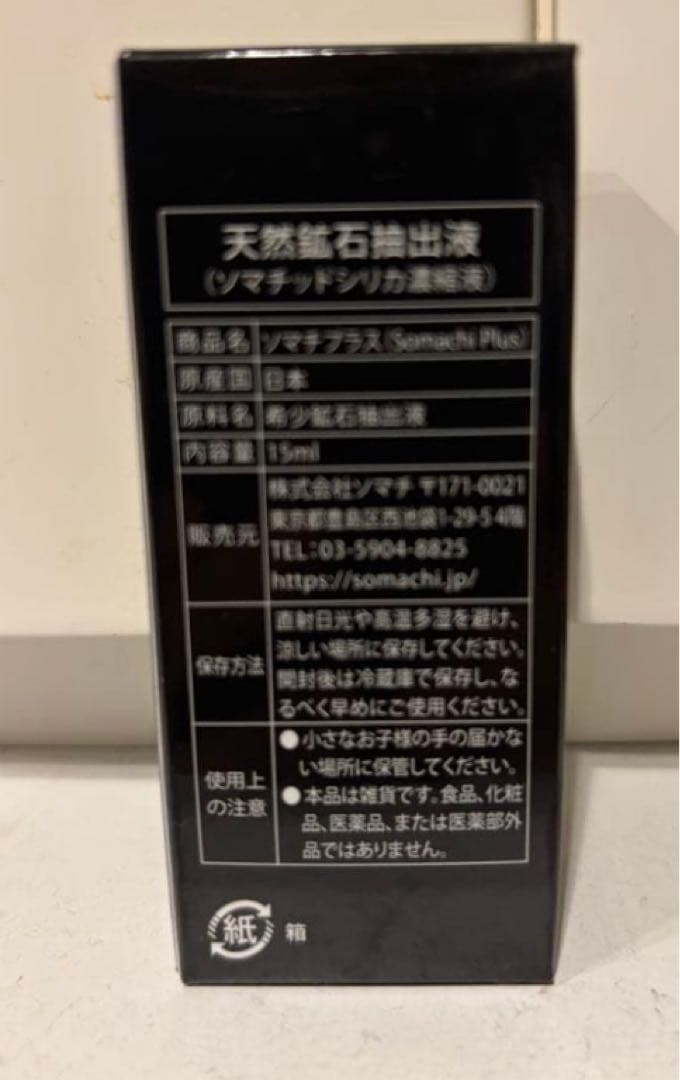 天然鉱石抽出液
(ソマチッドシリカ濃縮液)
商品名 ソマチプラス(Somachi Plus)
原産国 日本
原料名 希少鉱石抽出液
内容量 15ml
販売元
株式会社ソマチ 〒171-0021
東京都豊島区西池袋1-29-5 4階
TEL:03-5904-8825
https://somachi.jp/
保存方法
直射日光や高温多湿を避け、
涼しい場所に保存してください。
開封後は冷蔵庫で保存し、な
るべく早めにご使用ください。
使用上
の注意
●小さなお子様の手の届かな
い場所に保管してください。
●本品は雑貨です。食品、化粧
品、医薬品、または医薬部外
品ではありません。
紙 箱